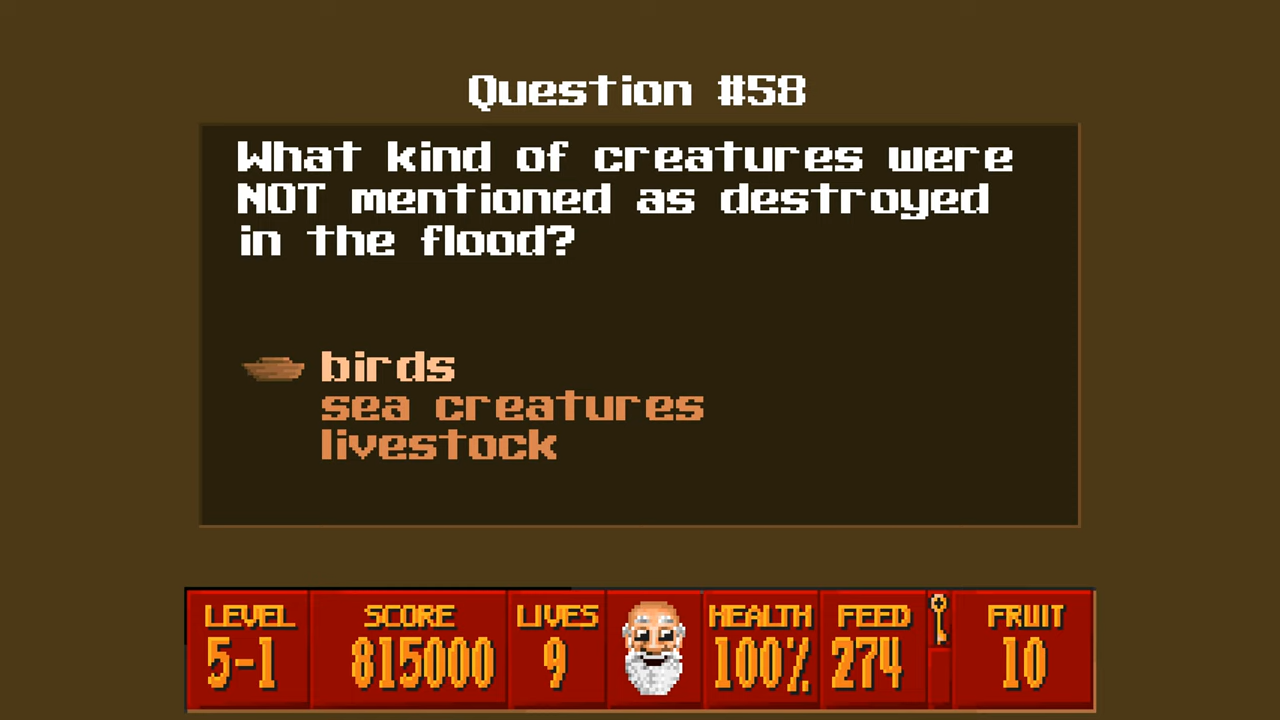 Question #58
What kind of creatures were
NOT mentioned as destroyed
in the flood?
birds
sea creatures
livestock
LEVEL SCORE LIVES HEALTH FEED FRUIT
5-1 815000 9 100% 274 10